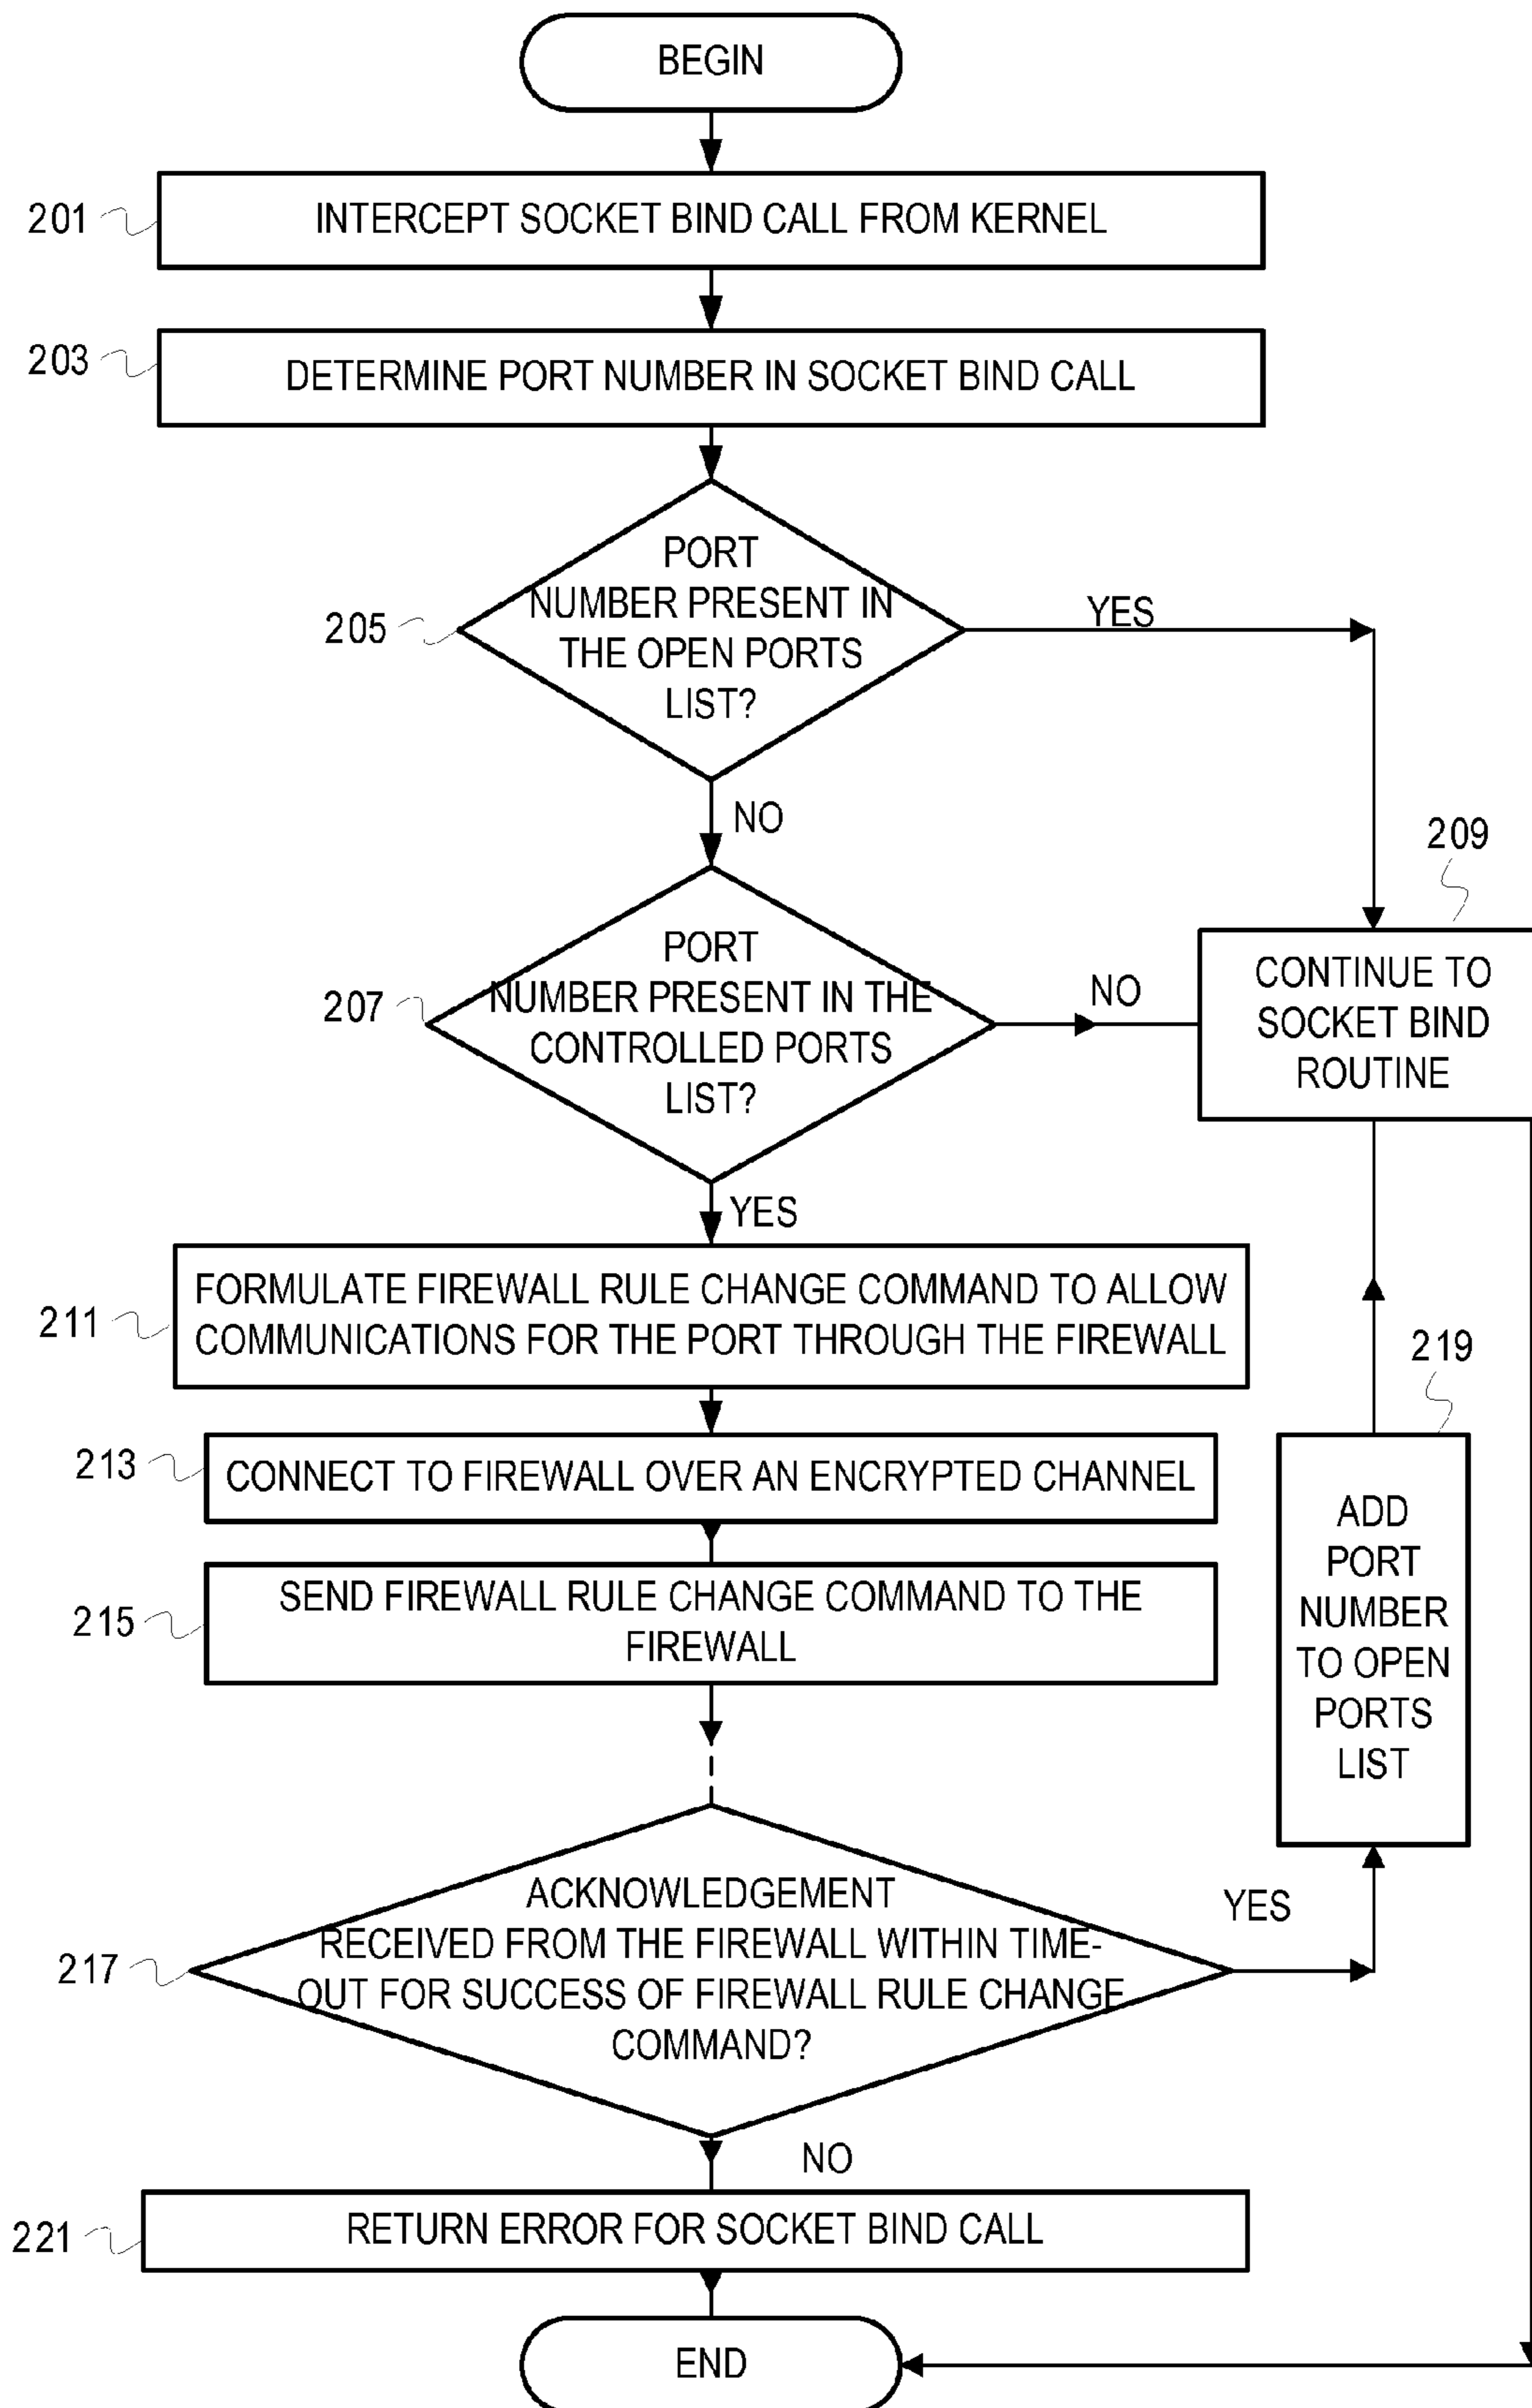 BEGIN
201
INTERCEPT SOCKET BIND CALL FROM KERNEL
203
DETERMINE PORT NUMBER IN SOCKET BIND CALL
PORT
NUMBER PRESENT IN
THE OPEN PORTS
LIST?
205
YES
NO
209
PORT
NUMBER PRESENT IN THE
CONTROLLED PORTS
LIST?
207
NO
CONTINUE TO
SOCKET BIND
ROUTINE
YES
211
FORMULATE FIREWALL RULE CHANGE COMMAND TO ALLOW
COMMUNICATIONS FOR THE PORT THROUGH THE FIREWALL
219
213
CONNECT TO FIREWALL OVER AN ENCRYPTED CHANNEL
ADD
PORT
NUMBER
TO OPEN
PORTS
LIST
215
SEND FIREWALL RULE CHANGE COMMAND TO THE
FIREWALL
ACKNOWLEDGEMENT
RECEIVED FROM THE FIREWALL WITHIN TIME-
OUT FOR SUCCESS OF FIREWALL RULE CHANGE
COMMAND?
217
YES
NO
221
RETURN ERROR FOR SOCKET BIND CALL
END